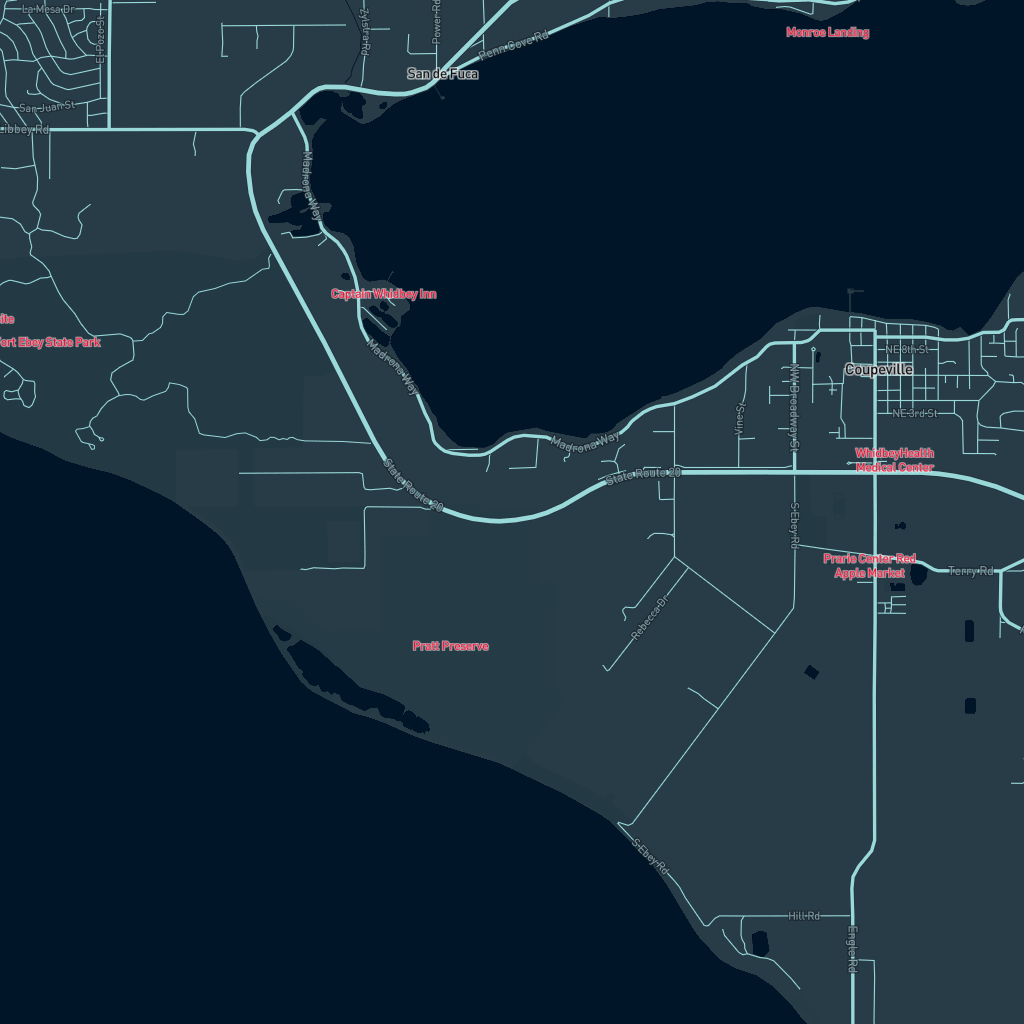 La Mesa Dr
E Pozo St
Zylstra Rd
Power Rd
Monroe Landing
Penn Cove Rd
San de Fuca
San Juan St
Libbey Rd
Madrona Way
Captain Whidbey Inn
Fort Ebey State Park
Madrona Way
NE 8th St
Coupeville
NW Broadway St
Vine St
NE 3rd St
Madrona Way
WhidbeyHealth
Medical Center
State Route 20
State Route 20
S Ebey Rd
Prarie Center Red
Apple Market
Terry Rd
Rebecca Dr
Pratt Preserve
S Ebey Rd
Hill Rd
Engle Rd